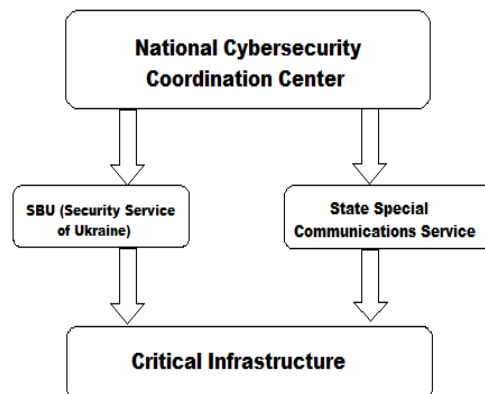 National Cybersecurity
Coordination Center
SBU (Security Service
of Ukraine)
State Special
Communications Service
Critical Infrastructure